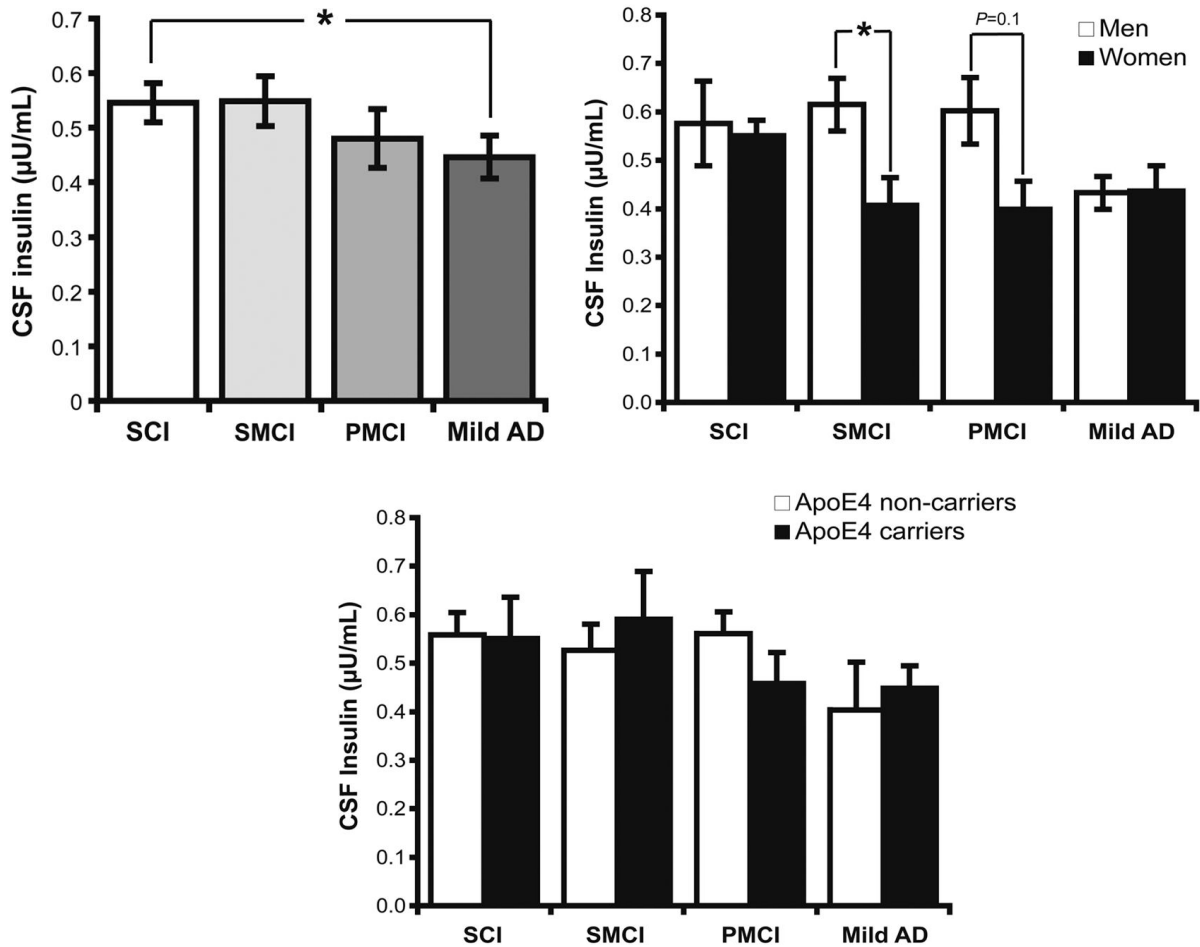 0.7
0.6
0.5
0.4
0.3
0.2
0.1
0
CSF insulin (µU/mL)
*
SCI
SMCI
PMCI
Mild AD
0.8
0.7
0.6
0.5
0.4
0.3
0.2
0.1
0.0
CSF Insulin (µU/mL)
*
P=0.1
Men
Women
SCI
SMCI
PMCI
Mild AD
ApoE4 non-carriers
ApoE4 carriers
0.8
0.7
0.6
0.5
0.4
0.3
0.2
0.1
0.0
CSF Insulin (µU/mL)
SCI
SMCI
PMCI
Mild AD